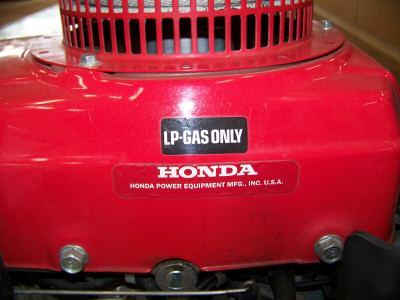 LP-GAS ONLY
HONDA
HONDA POWER EQUIPMENT MFG., INC. U.S.A.